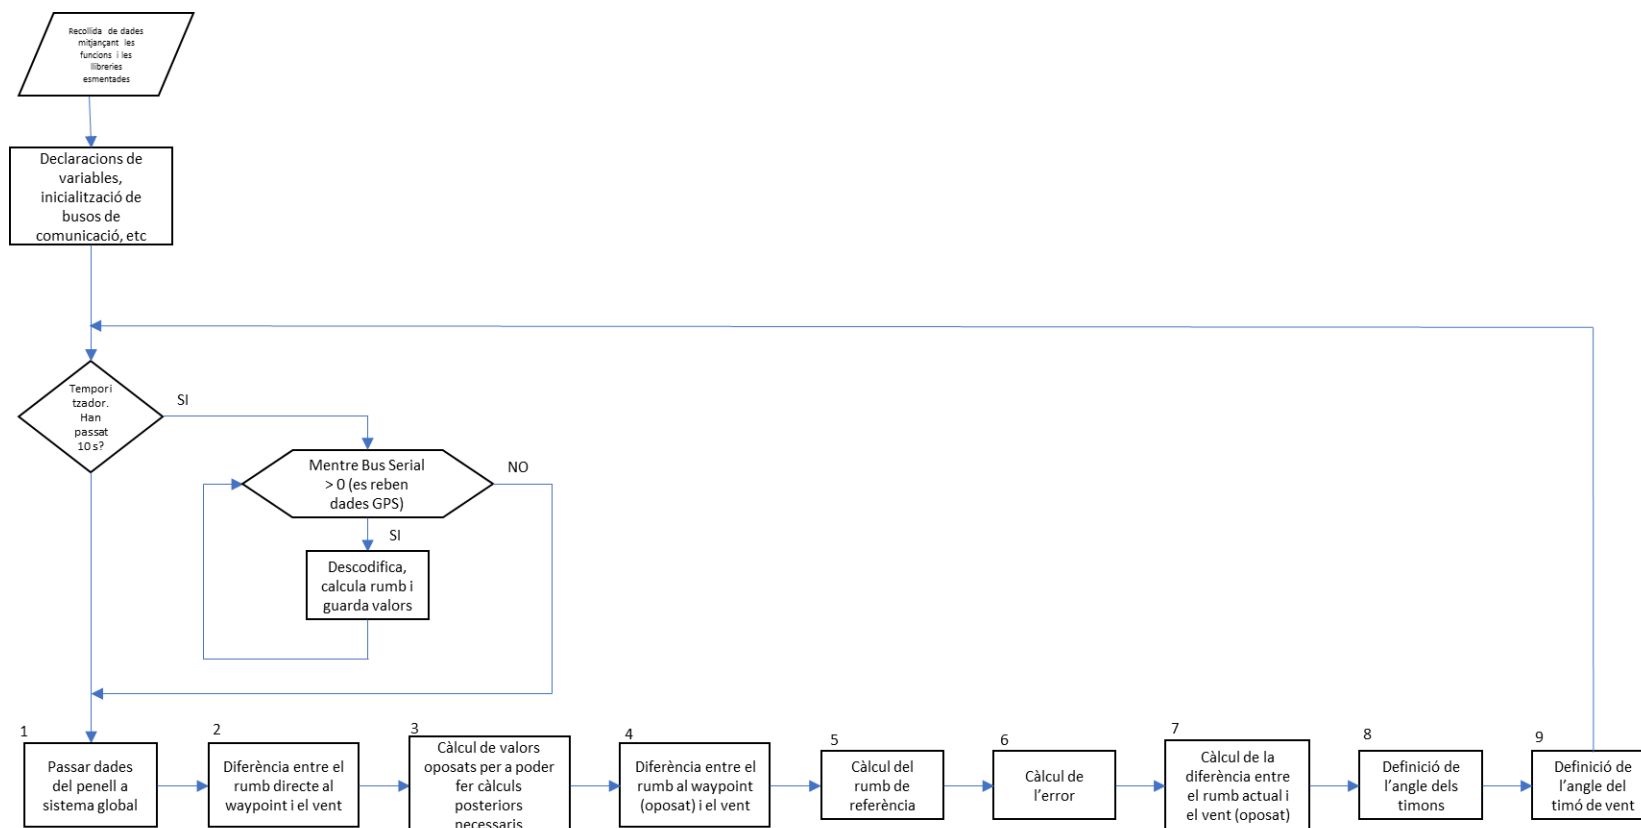 Recollida de dades
mitjançant les
funcions i les
llibreries
esmentades
Declaracions de
variables,
inicialització de
busos de
comunicació, etc
Tempori
tzador.
Han
passat
10 s?
SI
Mentre Bus Serial
> 0 (es reben
dades GPS)
NO
SI
Descodifica,
calcula rumb i
guarda valors
1
Passar dades
del penell a
sistema global
2
Diferència entre el
rumb directe al
waypoint i el vent
3
Càlcul de valors
oposats per a poder
fer càlculs
posteriors
necessaris
4
Diferència entre el
rumb al waypoint
(oposat) i el vent
5
Càlcul del
rumb de
referència
6
Càlcul de
l’error
7
Càlcul de la
diferència entre
el rumb actual i
el vent (oposat)
8
Definició de
l’angle dels
timons
9
Definició de
l’angle del
timó de vent